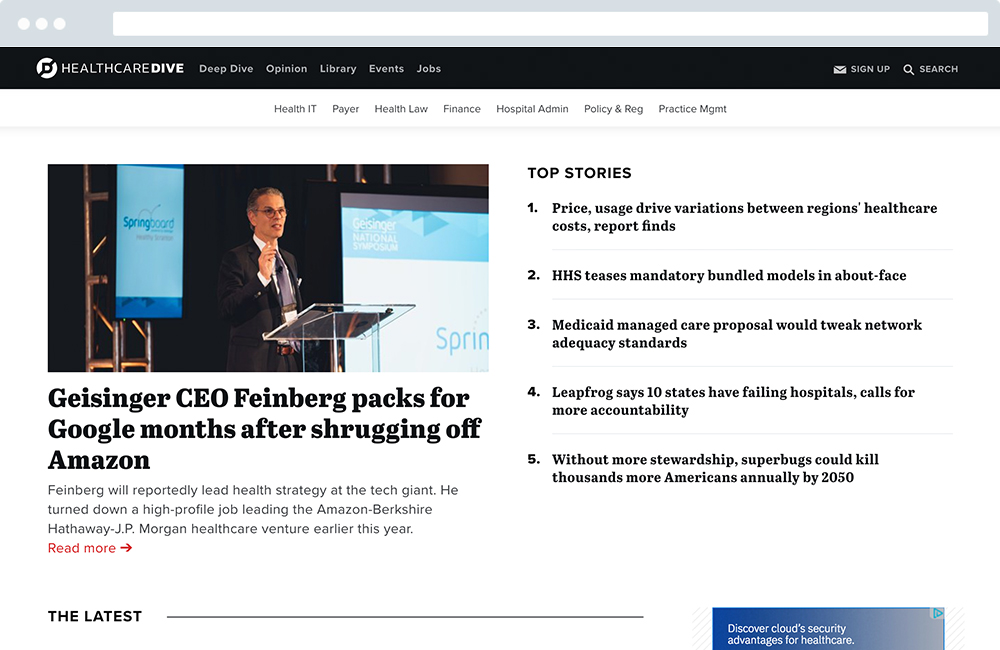 HEALTHCAREDIVE
Deep Dive
Opinion
Library
Events
Jobs
SIGN UP
SEARCH
Health IT
Payer
Health Law
Finance
Hospital Admin
Policy & Reg
Practice Mgmt
Springboard
Healthy Scranton
Geisinger
NATIONAL
SYMPOSIUM
Sprin
Geisinger CEO Feinberg packs for
Google months after shrugging off
Amazon
Feinberg will reportedly lead health strategy at the tech giant. He
turned down a high-profile job leading the Amazon-Berkshire
Hathaway-J.P. Morgan healthcare venture earlier this year.
Read more →
TOP STORIES
1. Price, usage drive variations between regions' healthcare
costs, report finds
2. HHS teases mandatory bundled models in about-face
3. Medicaid managed care proposal would tweak network
adequacy standards
4. Leapfrog says 10 states have failing hospitals, calls for
more accountability
5. Without more stewardship, superbugs could kill
thousands more Americans annually by 2050
THE LATEST
Discover cloud's security
advantages for healthcare.